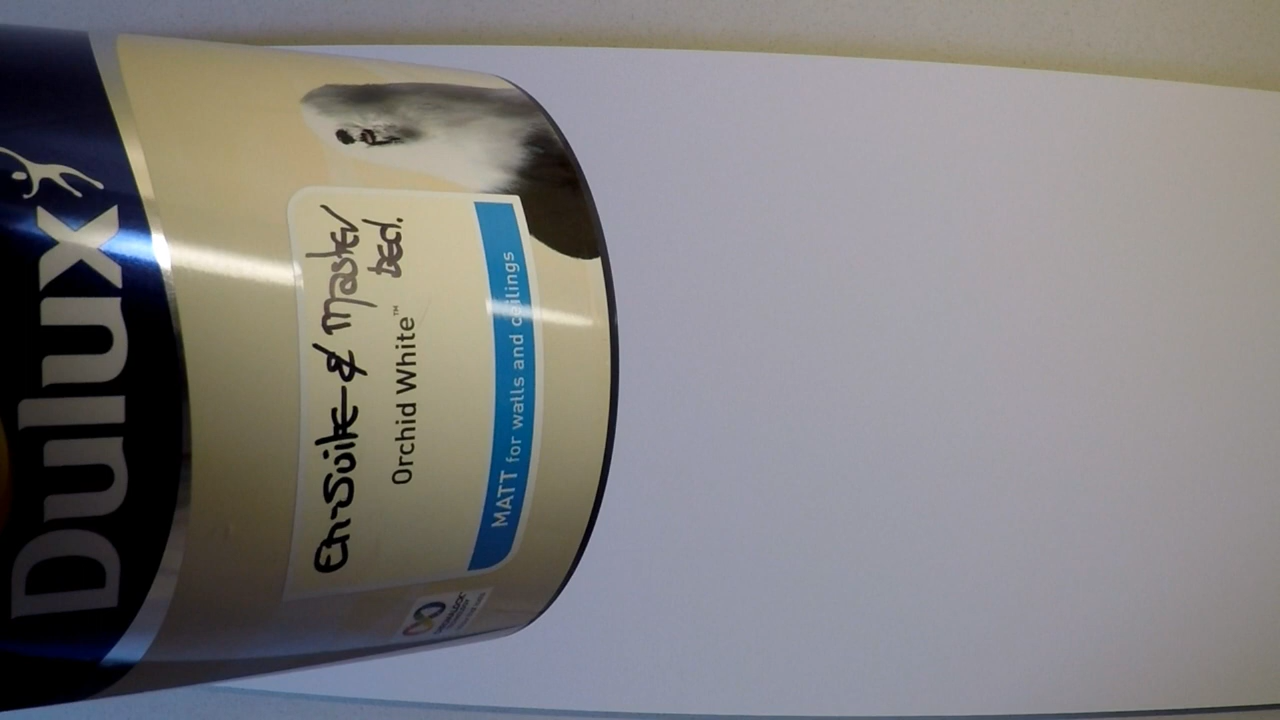 Dulux
En-suite & Master
bed.
Orchid White™
MATT for walls and ceilings